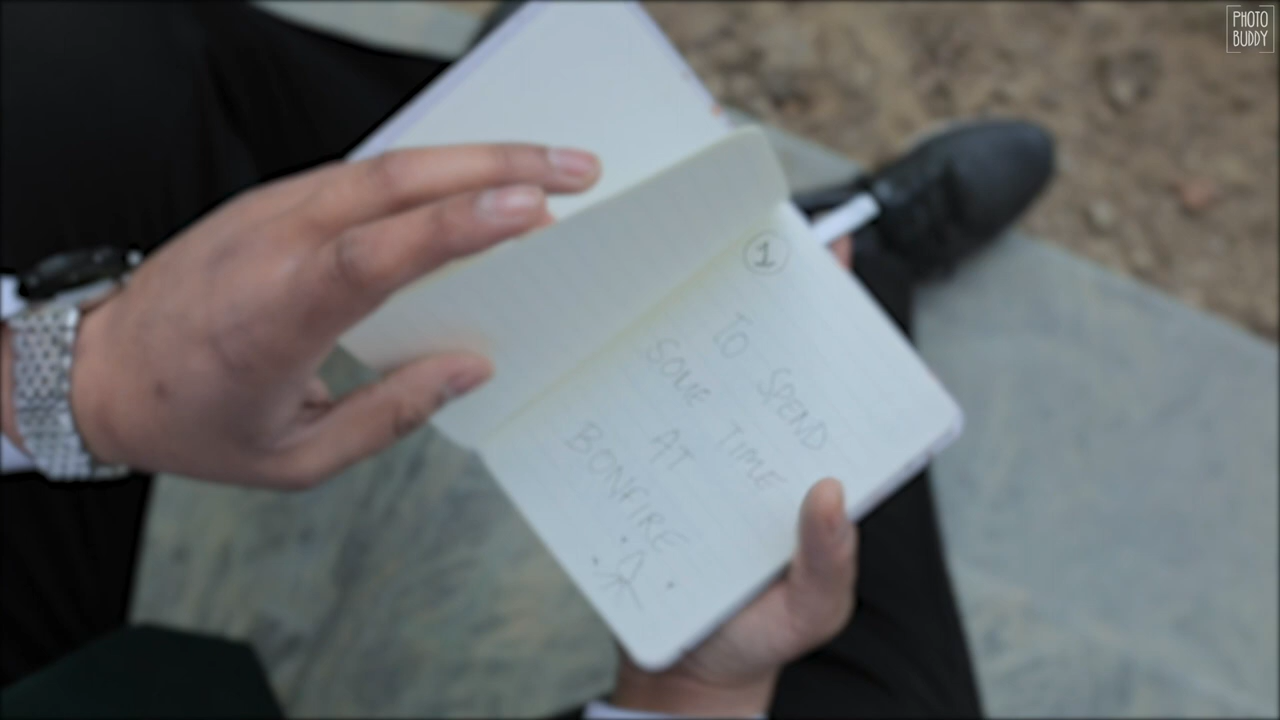 PHOTO
BUDDY
1
TO SPEND
SOME TIME
AT
BONFIRE